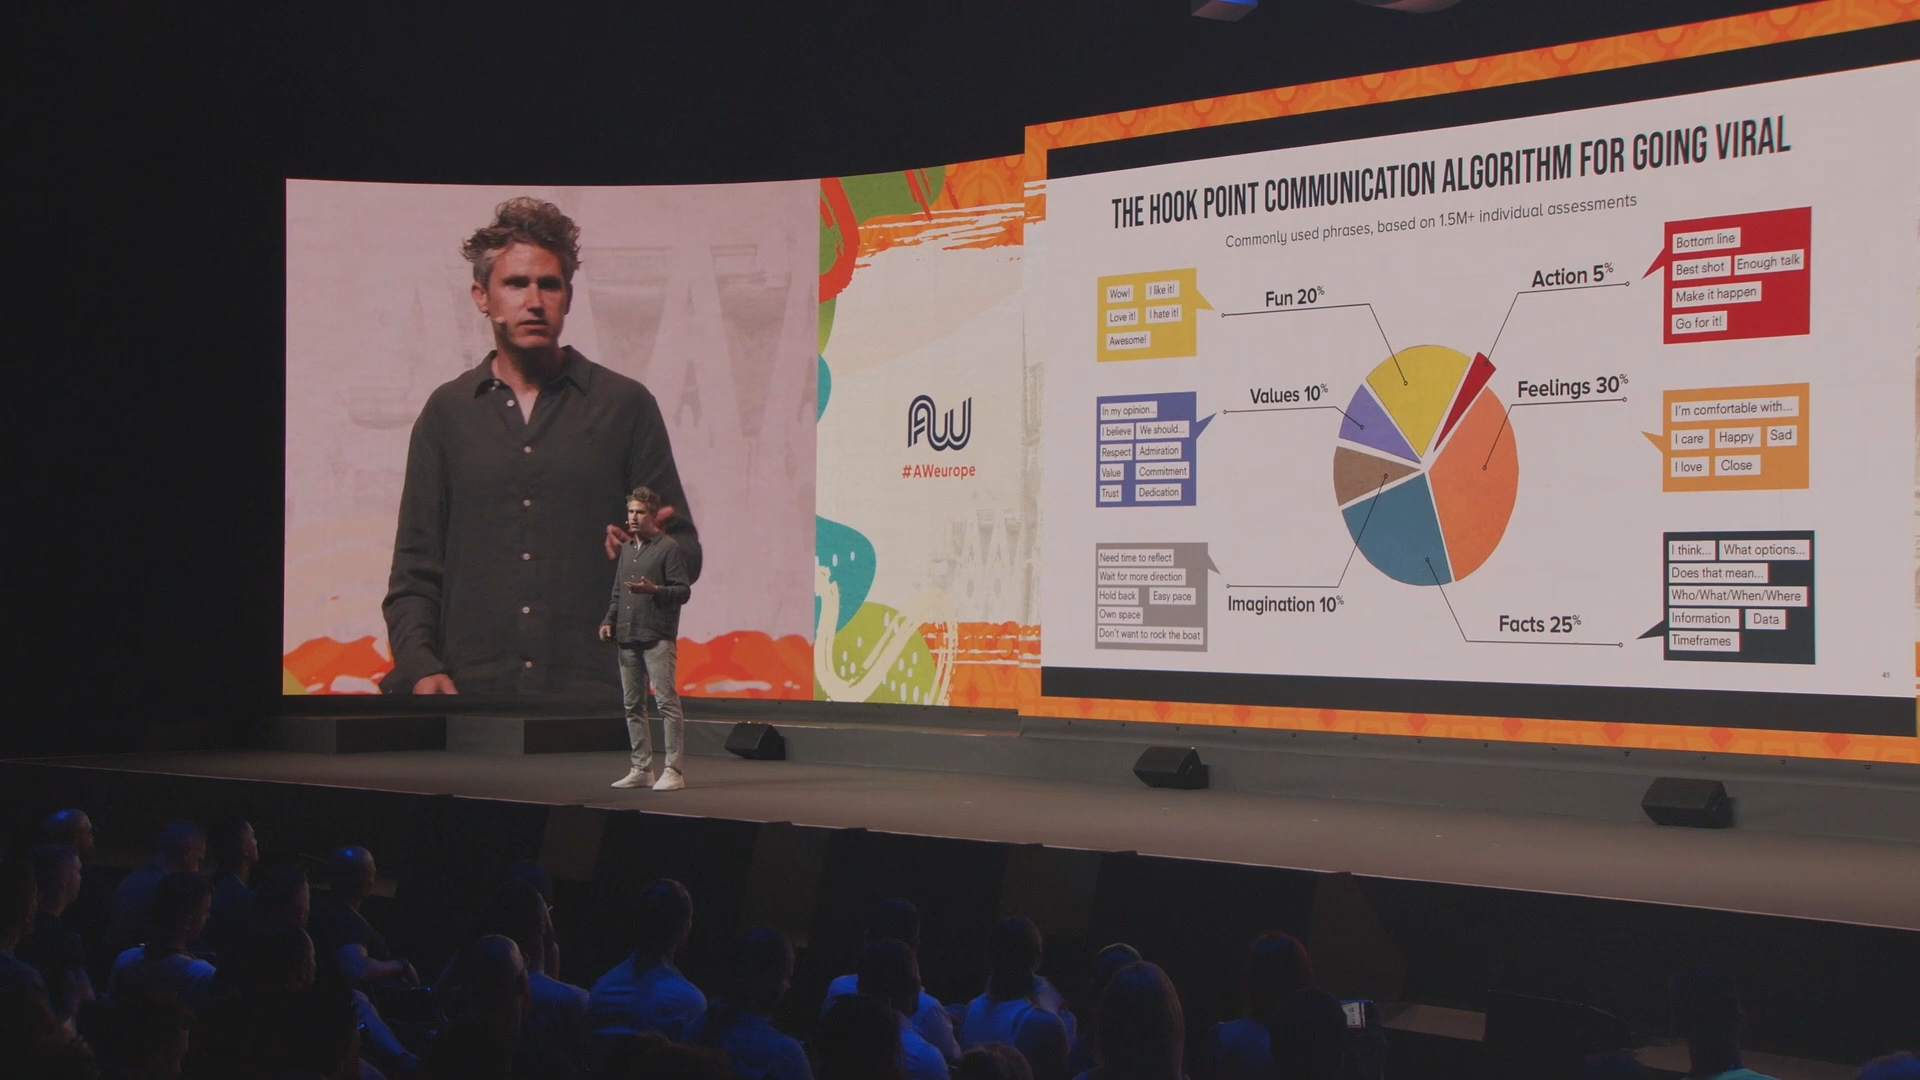 THE HOOK POINT COMMUNICATION ALGORITHM FOR GOING VIRAL
Commonly used phrases, based on 1.5M+ individual assessments
Wow! I like it!
Love it! I hate it!
Awesome!
Fun 20%
Action 5%
Bottom line
Best shot Enough talk
Make it happen
Go for it!
In my opinion...
I believe We should...
Respect Admiration
Value Commitment
Trust Dedication
Values 10%
Feelings 30%
I'm comfortable with...
I care Happy Sad
I love Close
Need time to reflect
Wait for more direction
Hold back Easy pace
Own space
Don't want to rock the boat
Imagination 10%
Facts 25%
I think... What options...
Does that mean...
Who/What/When/Where
Information Data
Timeframes
41
AW
#AWeurope